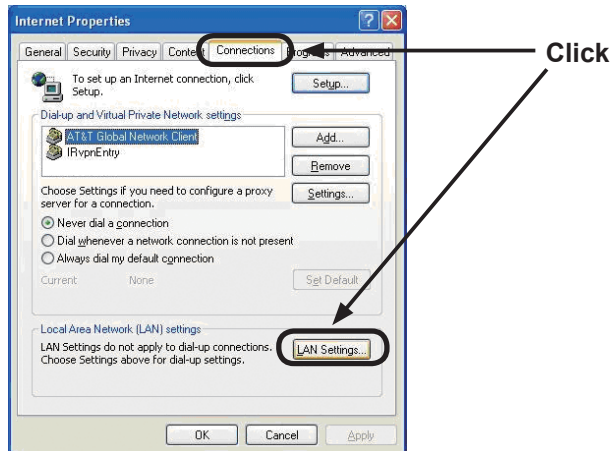 Internet Properties
General Security Privacy Content Connections Programs Advanced
Click
To set up an Internet connection, click
Setup.
Setup...
Dial-up and Virtual Private Network settings
AT&T Global Network Client
IRvpnEntry
Add...
Remove
Choose Settings if you need to configure a proxy
server for a connection.
Settings...
Never dial a connection
Dial whenever a network connection is not present
Always dial my default connection
Current None
Set Default
Local Area Network (LAN) settings
LAN Settings do not apply to dial-up connections.
Choose Settings above for dial-up settings.
LAN Settings...
OK Cancel Apply